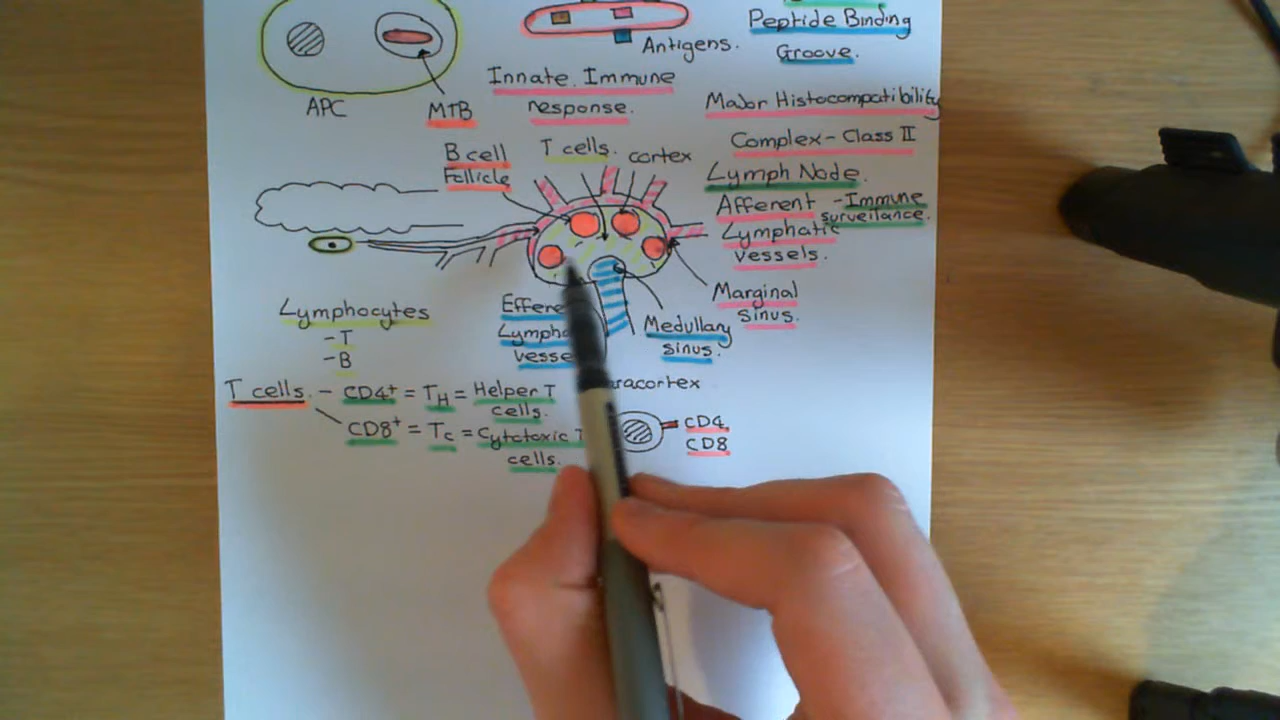 Peptide Binding
Groove.
Antigens.
APC
MTB
Innate Immune
response.
Major Histocompatibility
Complex - Class II
B cell
Follicle
T cells.
cortex
Lymph Node.
Afferent - Immune
surveilance.
Lymphatic
vessels.
Marginal
sinus.
Lymphocytes
- T
- B
Medullary
sinus.
T cells. - CD4+ = TH = Helper T
cells.
CD8+ = Tc = Cytotoxic
cells.
CD4
CD8